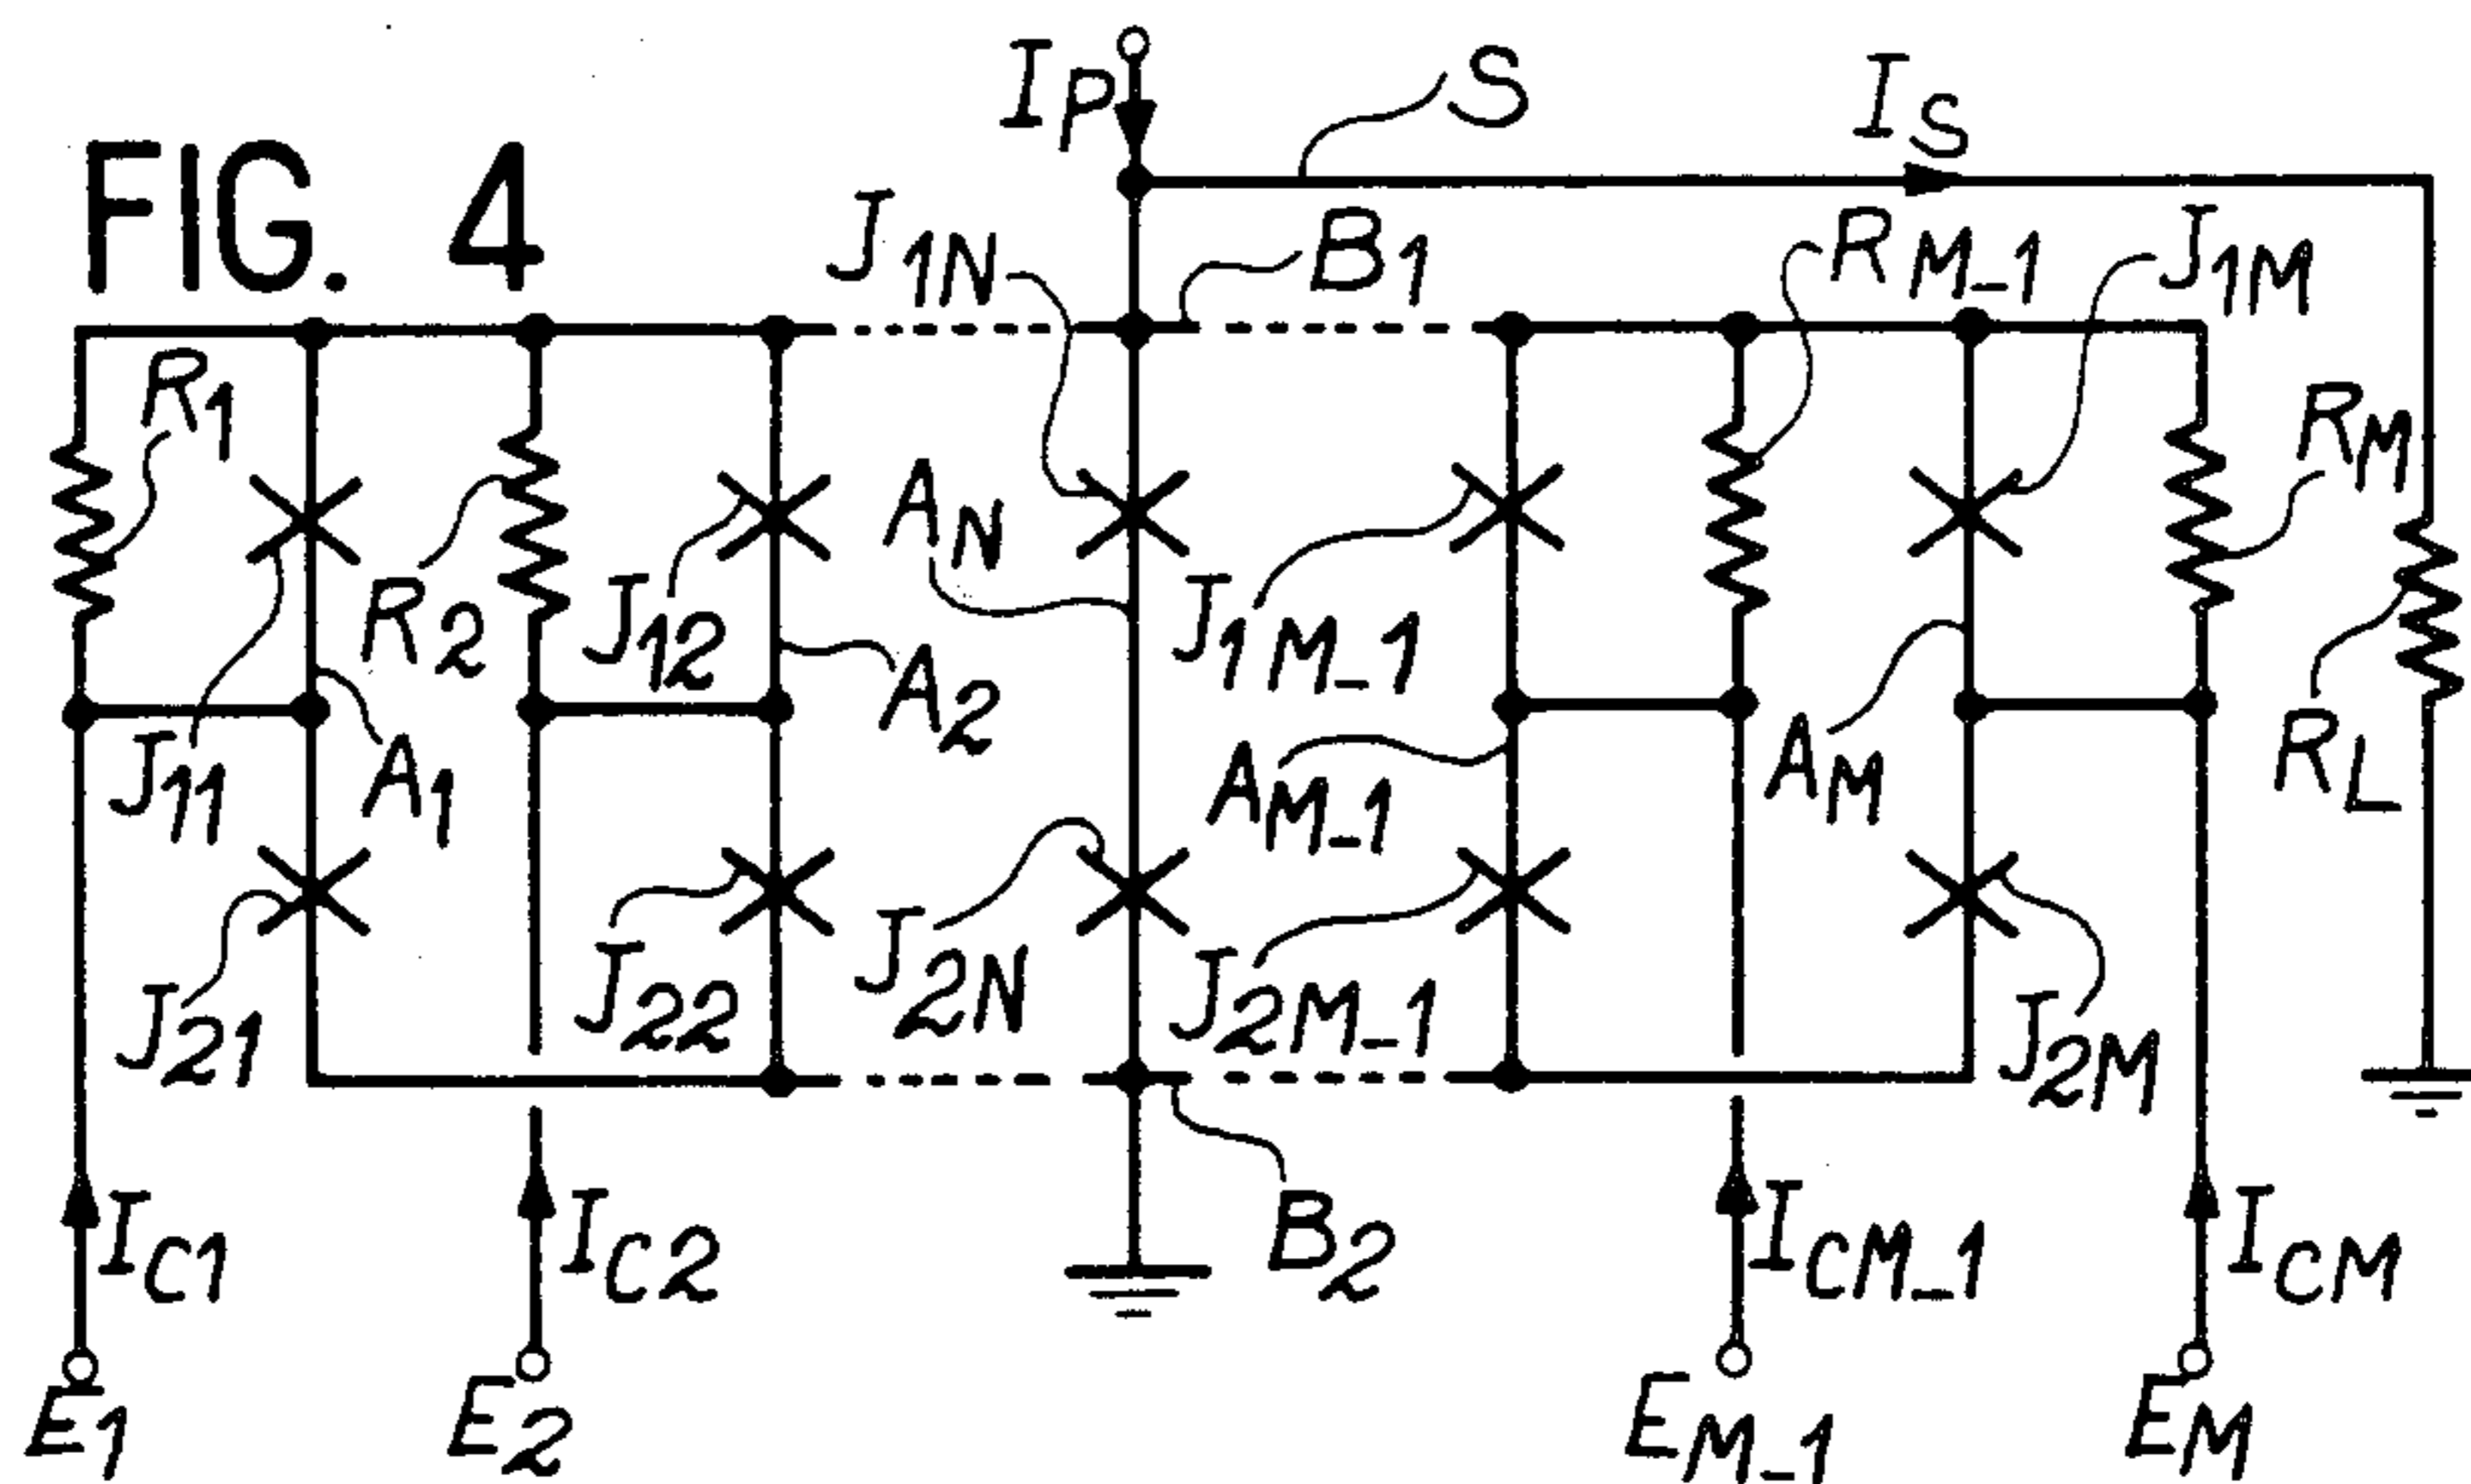 FIG. 4
IP
S
IS
J1N
B1
RM-1
J1M
R1
RM
AN
R2
J12
J1M-1
A2
J11
A1
AM-1
AM
RL
J21
J22
J2N
J2M-1
J2M
B2
IC1
IC2
ICM-1
ICM
E1
E2
EM-1
EM